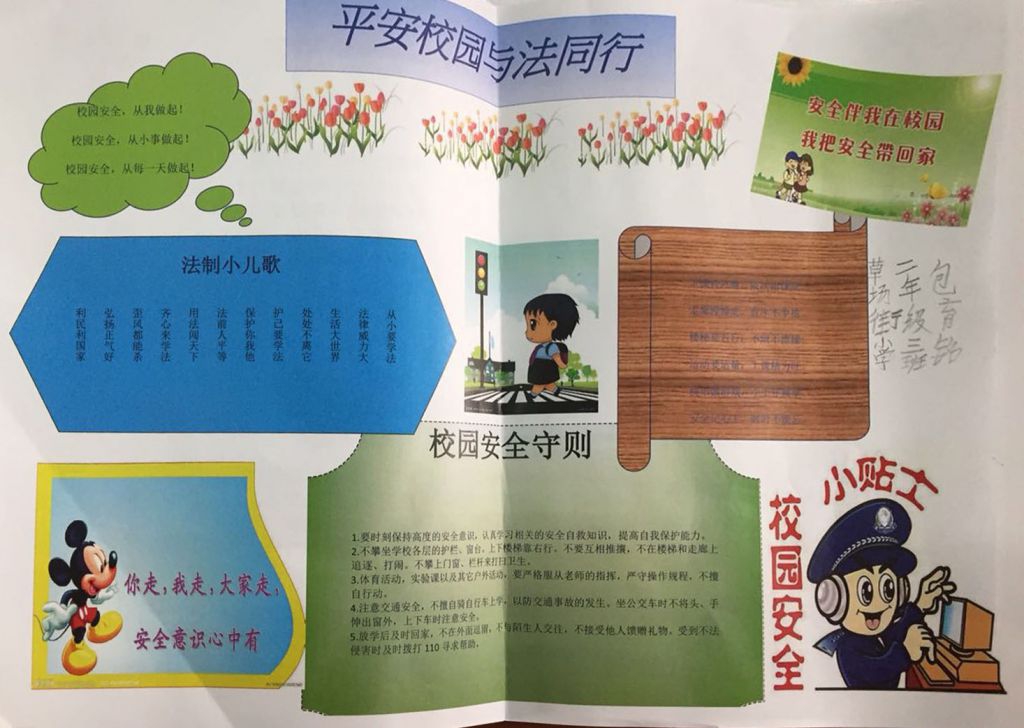 平安校园与法同行
校园安全，从我做起！
校园安全，从小事做起！
校园安全，从每一天做起！
安全伴我在校园
我把安全带回家
法制小儿歌
从小要学法
法律威力大
生活大世界
处处不离它
护己要学法
保护你我他
法前人平等
用法闯天下
齐心来学法
歪风都能杀
弘扬正气好
利民利国家
包育
二年级三班
草场街小学
校园安全守则
1.要时刻保持高度的安全意识，认真学习相关的安全自救知识，提高自我保护能力。
2.不攀坐学校各层的护栏、窗台，上下楼梯靠右行。不要互相推搡，不在楼梯和走廊上
追逐、打闹。不攀上门窗、栏杆来打扫卫生。
3.体育活动，实验课以及其它户外活动，要严格服从老师的指挥，严守操作规程，不擅
自行动。
4.注意交通安全，不擅自骑自行车上学，以防交通事故的发生。坐公交车时不将头、手
伸出窗外，上下车时注意安全。
5.放学后及时回家，不在外面逗留，不与陌生人交往，不接受他人馈赠礼物。受到不法
侵害时及时拨打 110 寻求帮助。
你走，我走，大家走，
安全意识心中有
小贴士
校园安全